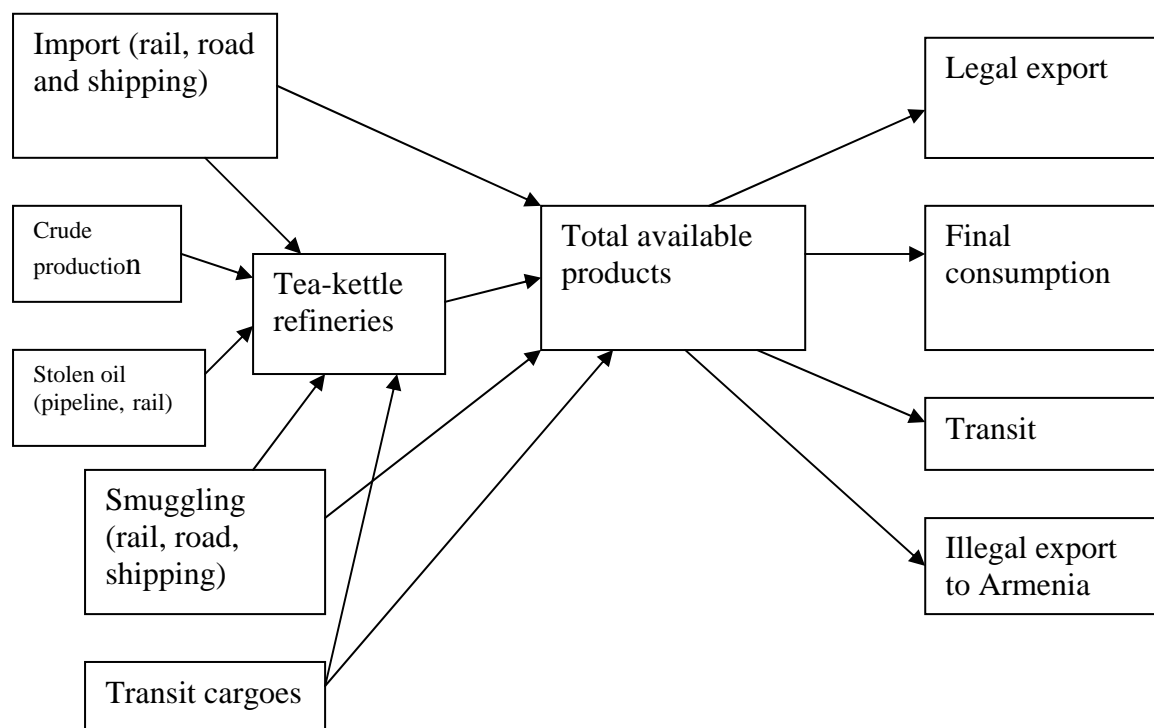 Import (rail, road
and shipping)
Crude
production
Stolen oil
(pipeline, rail)
Smuggling
(rail, road,
shipping)
Transit cargoes
Tea-kettle
refineries
Total available
products
Legal export
Final
consumption
Transit
Illegal export
to Armenia